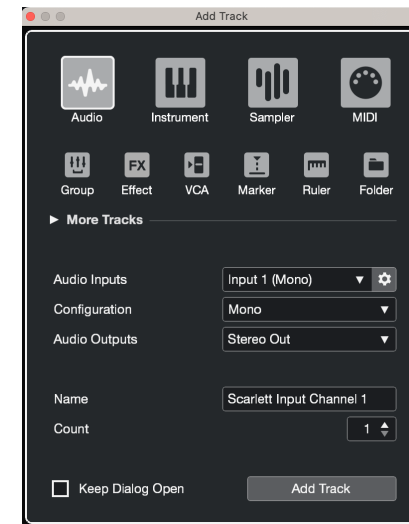 Add Track
Audio Instrument Sampler MIDI
FX
Group Effect VCA Marker Ruler Folder
More Tracks
Audio Inputs Input 1 (Mono)
Configuration Mono
Audio Outputs Stereo Out
Name Scarlett Input Channel 1
Count 1
Keep Dialog Open Add Track